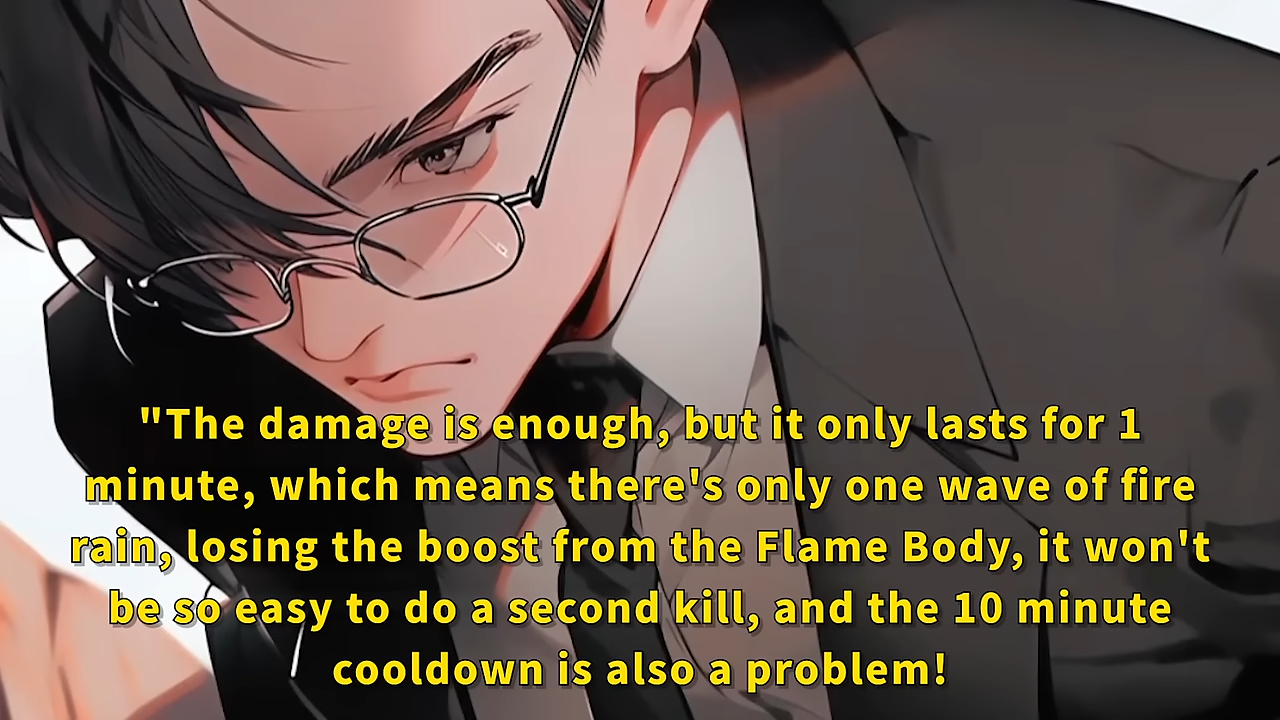 "The damage is enough, but it only lasts for 1
minute, which means there's only one wave of fire
rain, losing the boost from the Flame Body, it won't
be so easy to do a second kill, and the 10 minute
cooldown is also a problem!